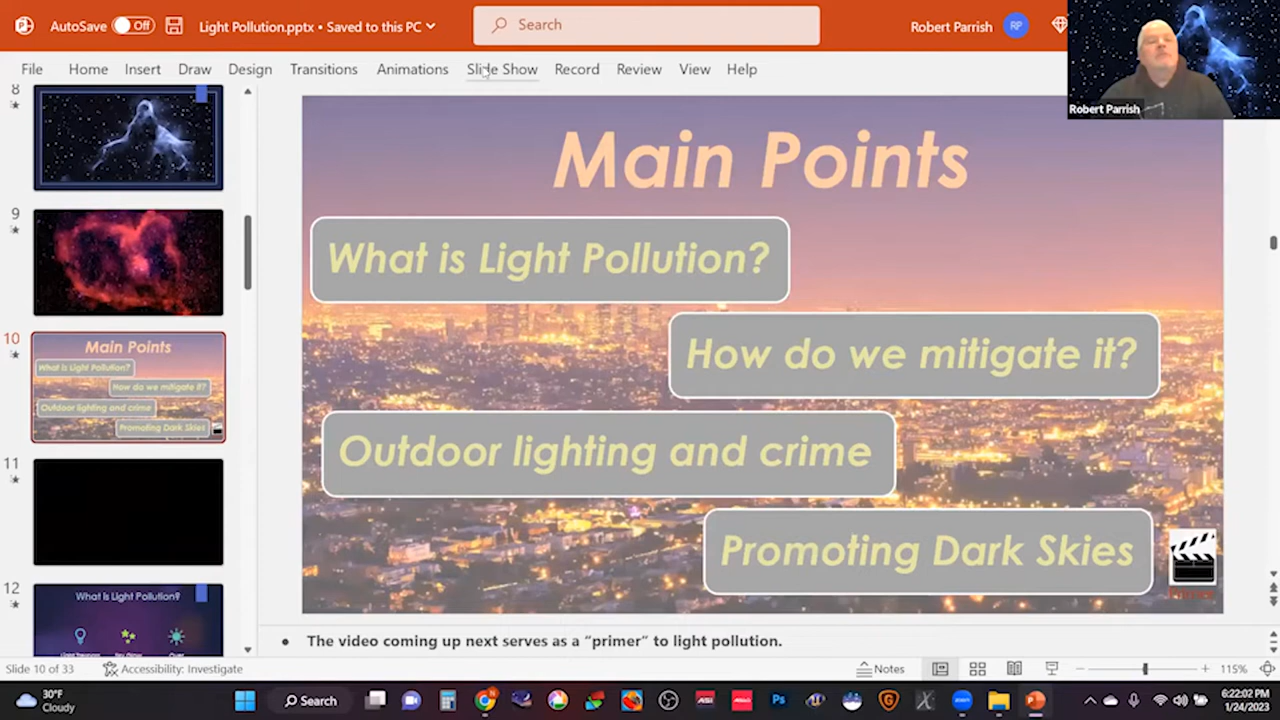 AutoSave Off Light Pollution.pptx • Saved to this PC Search Robert Parrish RP
File Home Insert Draw Design Transitions Animations Slide Show Record Review View Help
Robert Parrish
8
9
10
Main Points
What is Light Pollution?
How do we mitigate it?
Outdoor lighting and crime
Promoting Dark Skies
11
12
What is Light Pollution?
Main Points
What is Light Pollution?
How do we mitigate it?
Outdoor lighting and crime
Promoting Dark Skies
• The video coming up next serves as a “primer” to light pollution.
Slide 10 of 33 Accessibility: Investigate Notes 115%
30°F
Cloudy
Search
ASI
Ps
6:22:02 PM
1/24/2023